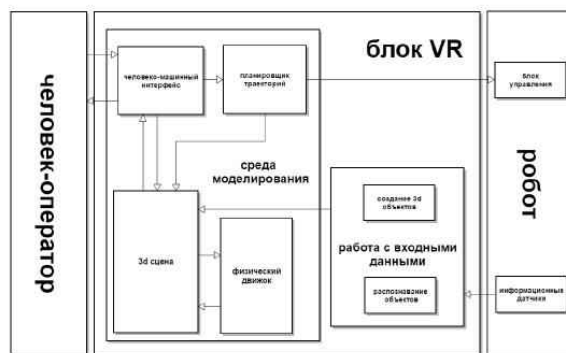 человек-оператор
блок VR
человеко-машинный
интерфейс
планировщик
траекторий
среда
моделирования
3d сцена
физический
движок
создание 3d
объектов
работа с входными
данными
распознование
объектов
робот
блок
управления
информационные
датчики